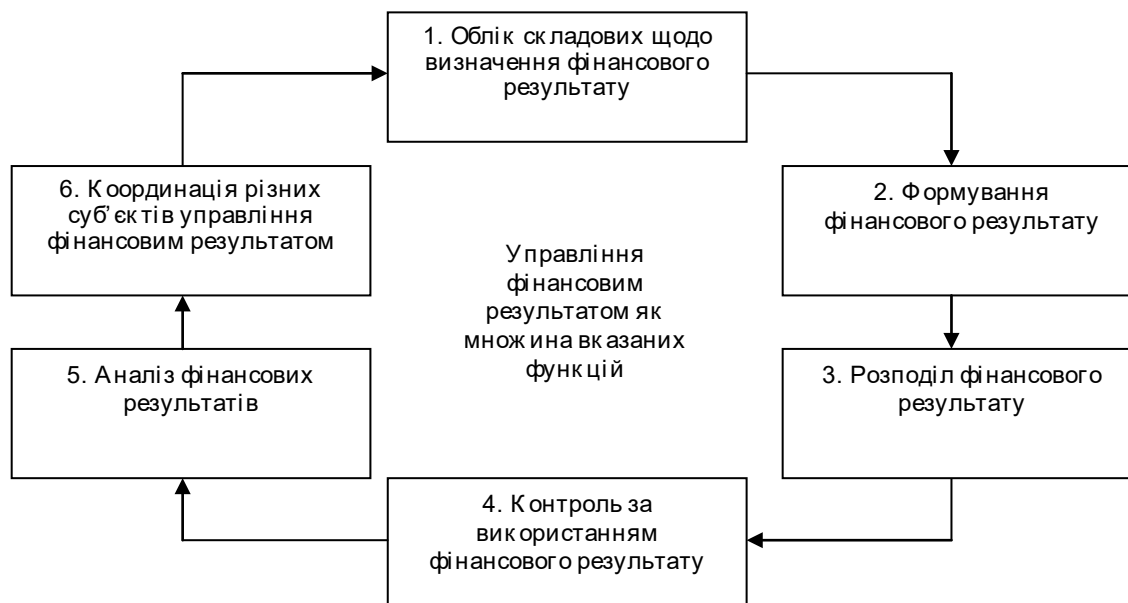 1. Облік складових щодо
визначення фінансового
результату
2. Формування
фінансового результату
3. Розподіл фінансового
результату
4. Контроль за
використанням
фінансового результату
5. Аналіз фінансових
результатів
6. Координація різних
суб’єктів управління
фінансовим результатом
Управління
фінансовим
результатом як
множина вказаних
функцій